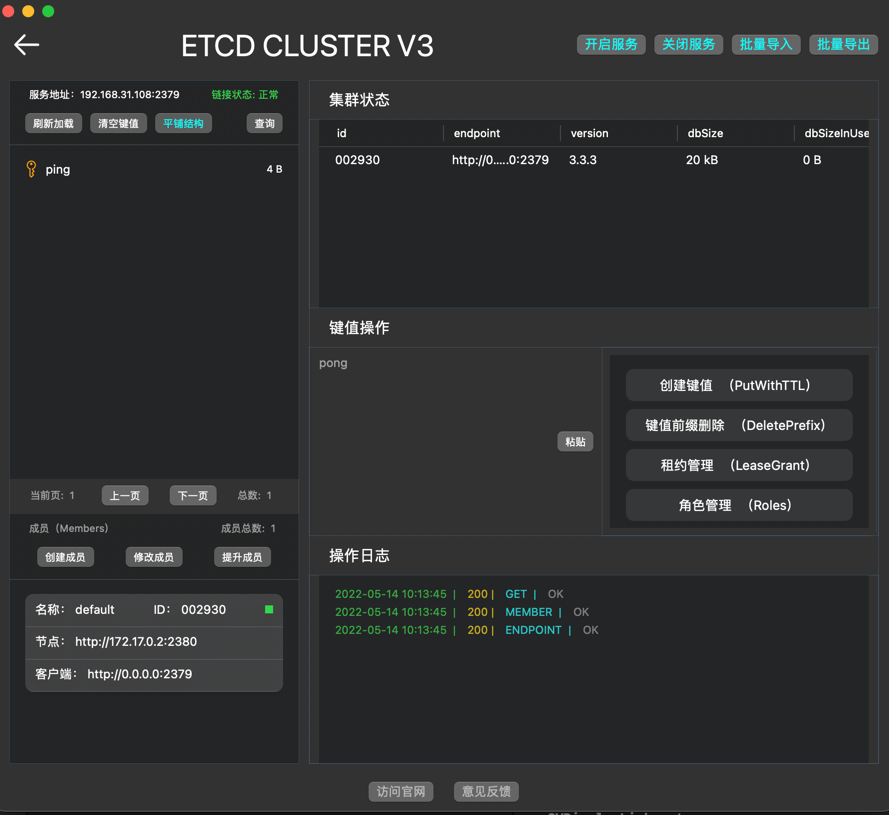 ETCD CLUSTER V3
开启服务 关闭服务 批量导入 批量导出
服务地址：192.168.31.108:2379 链接状态: 正常
刷新加载 清空键值 平铺结构 查询
ping 4 B
当前页: 1 上一页 下一页 总数: 1
成员（Members） 成员总数: 1
创建成员 修改成员 提升成员
名称： default ID： 002930
节点： http://172.17.0.2:2380
客户端： http://0.0.0.0:2379
集群状态
id endpoint version dbSize dbSizeInUse
002930 http://0.....0:2379 3.3.3 20 kB 0 B
键值操作
pong
粘贴
创建键值 （PutWithTTL）
键值前缀删除 （DeletePrefix）
租约管理 （LeaseGrant）
角色管理 （Roles）
操作日志
2022-05-14 10:13:45 | 200 | GET | OK
2022-05-14 10:13:45 | 200 | MEMBER | OK
2022-05-14 10:13:45 | 200 | ENDPOINT | OK
访问官网 意见反馈